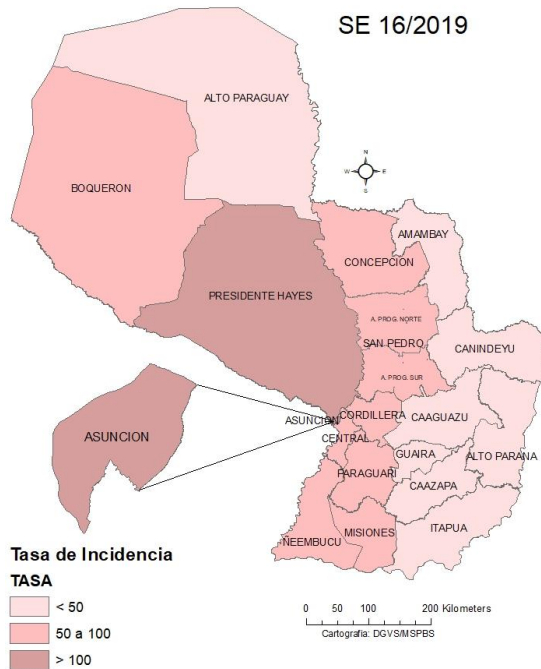 SE 16/2019
ALTO PARAGUAY
BOQUERON
N
W E
S
AMAMBAY
CONCEPCION
PRESIDENTE HAYES
A. PROG. NORTE
SAN PEDRO
CANINDEYU
A. PROG. SUR
ASUNCION
CORDILLERA
CAAGUAZU
ASUNCION
CENTRAL
GUAIRA
ALTO PARANA
PARAGUARI
CAAZAPA
ÑEEMBUCU
MISIONES
ITAPUA
Tasa de Incidencia
TASA
< 50
50 a 100
> 100
0 50 100 200 Kilometers
Cartografia: DGVS/MSPBS